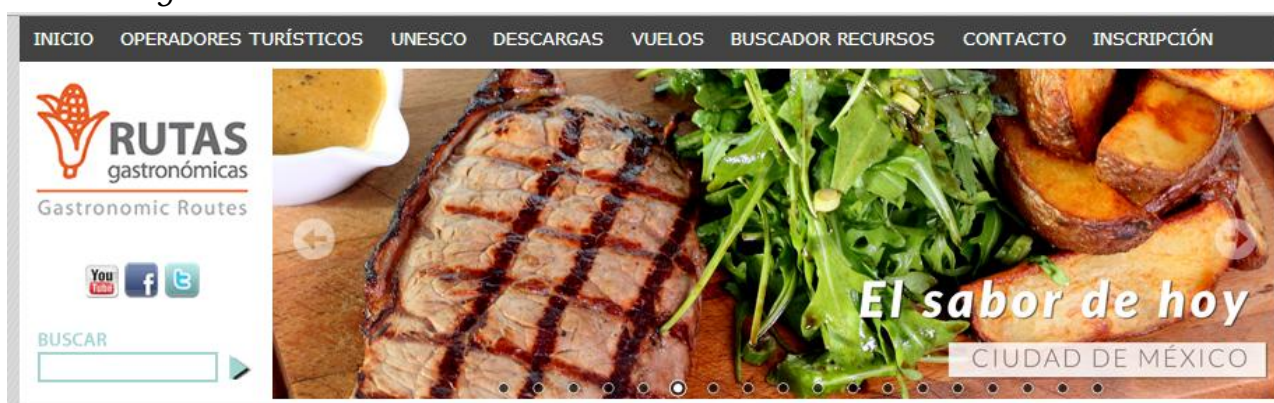 INICIO OPERADORES TURÍSTICOS UNESCO DESCARGAS VUELOS BUSCADOR RECURSOS CONTACTO INSCRIPCIÓN
RUTAS
gastronómicas
Gastronomic Routes
You
Tube
BUSCAR
El sabor de hoy
CIUDAD DE MÉXICO